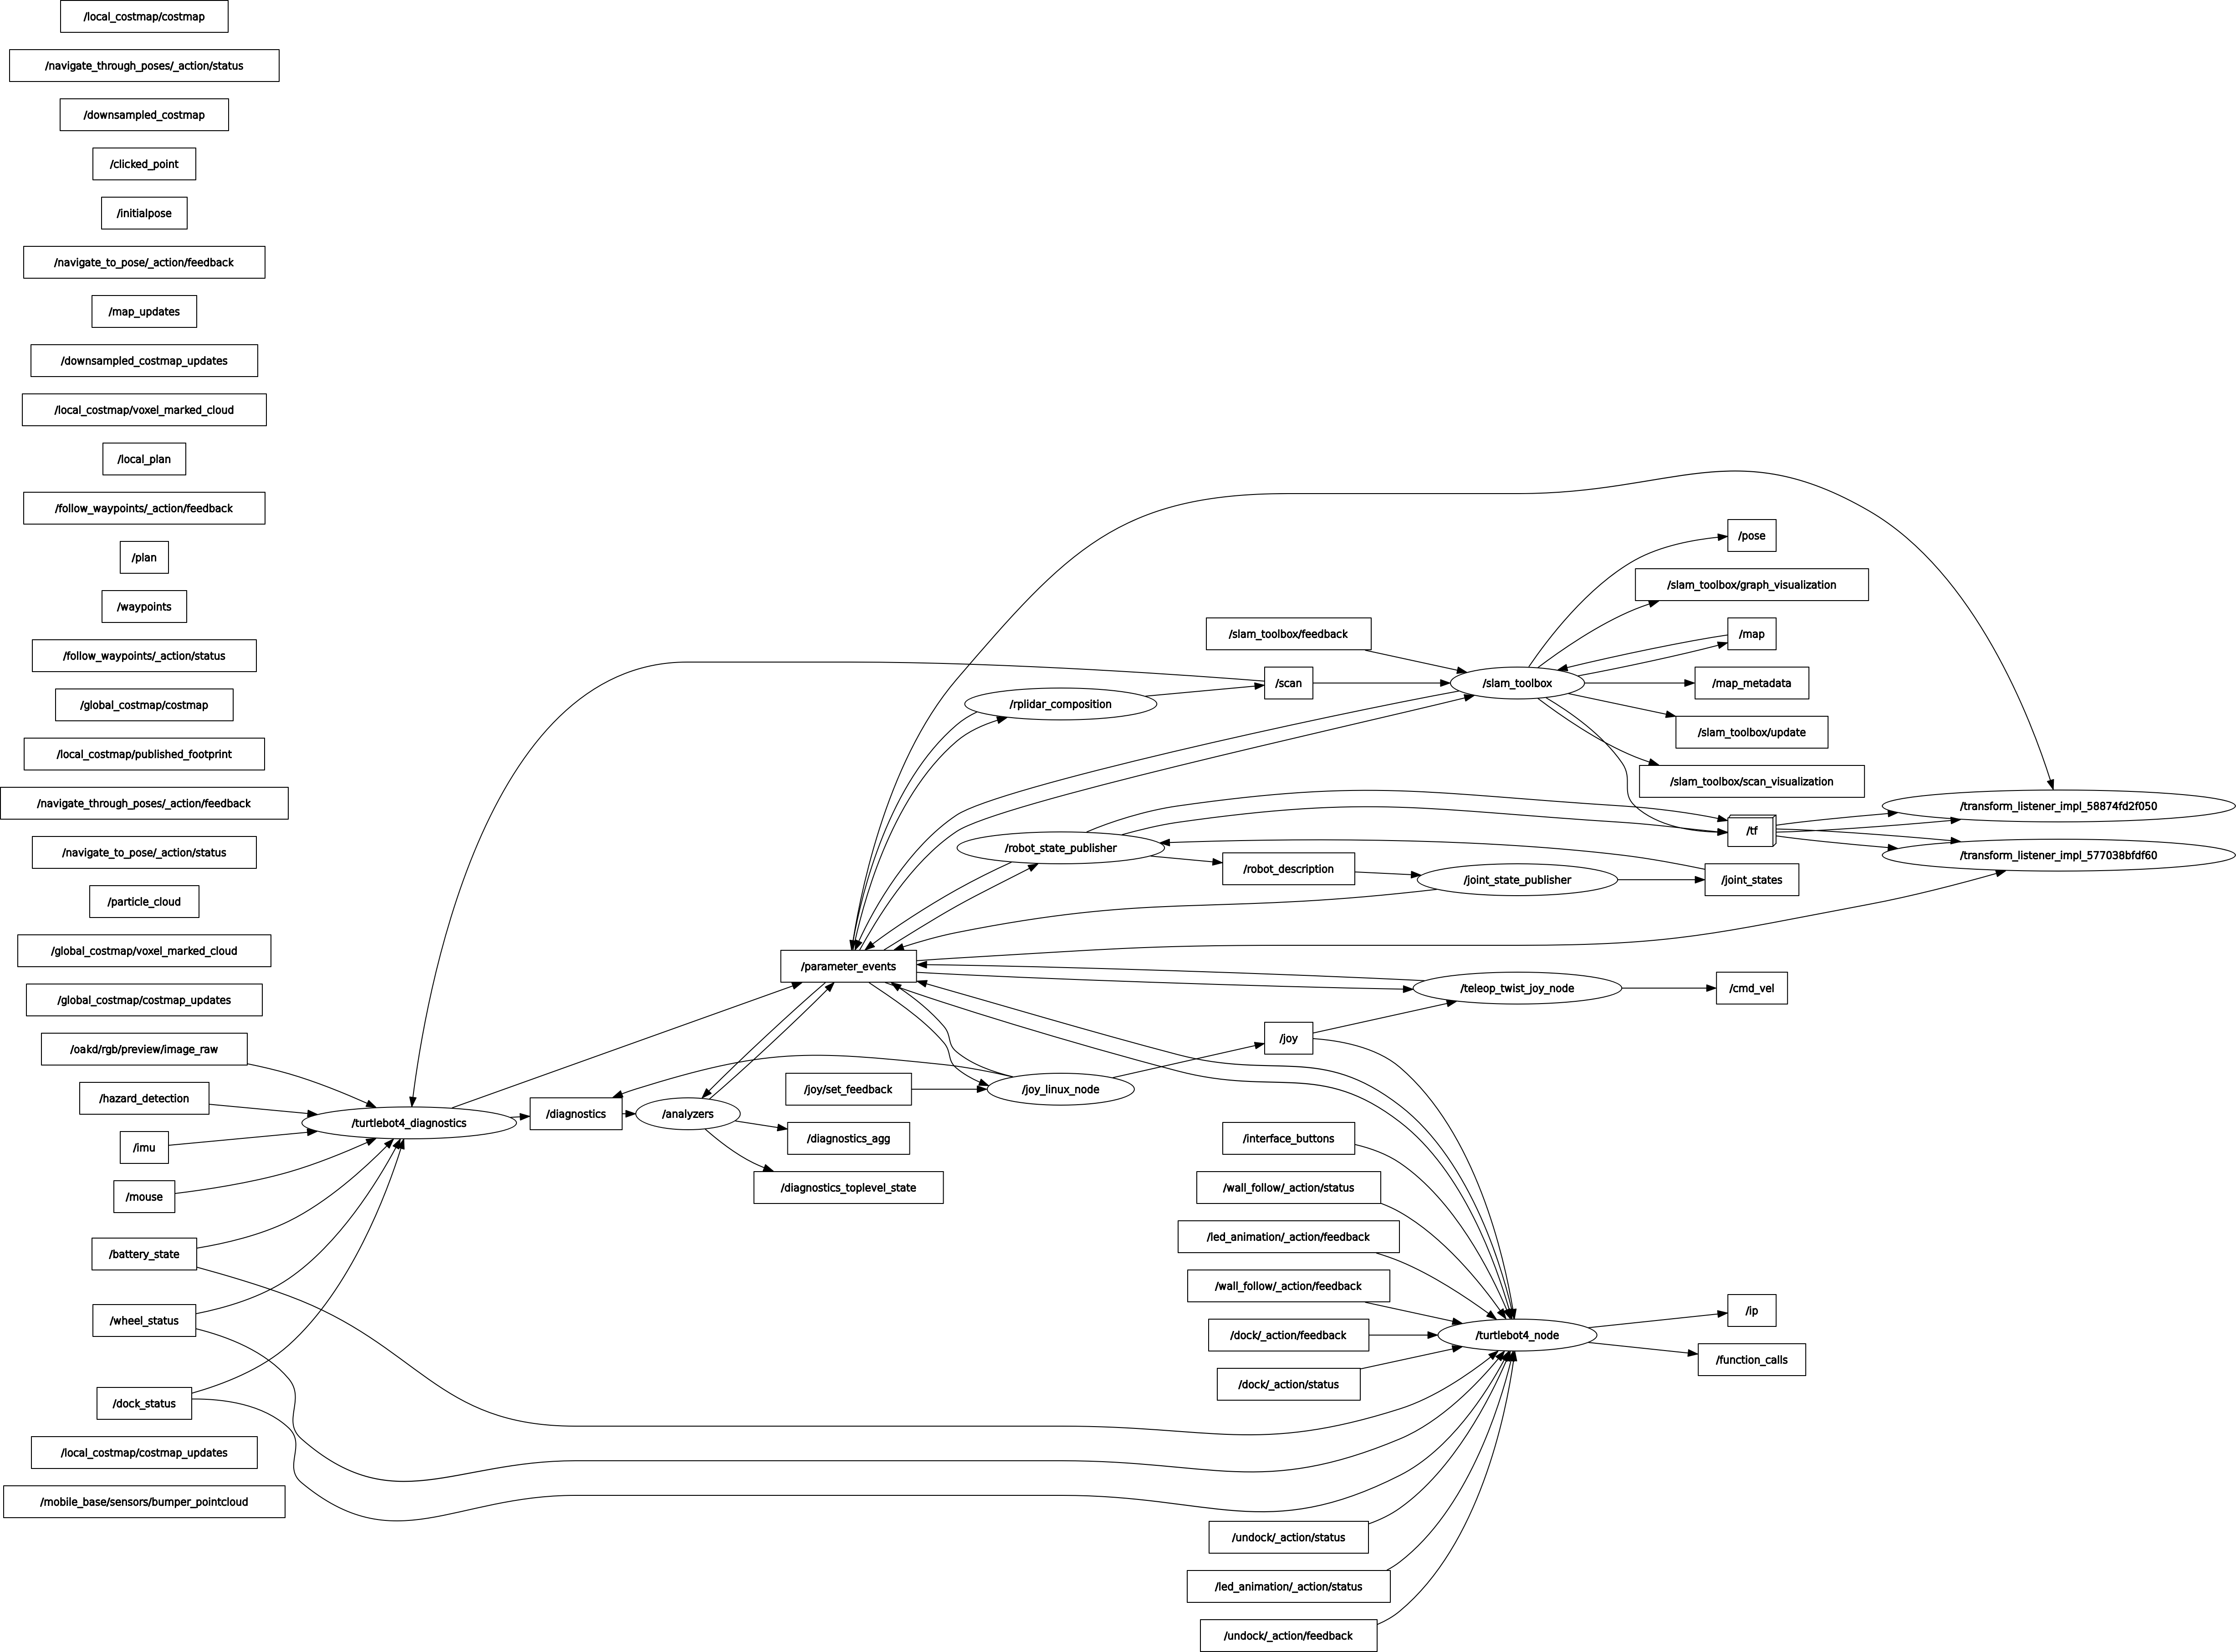 /local_costmap/costmap
/navigate_through_poses/_action/status
/downsampled_costmap
/clicked_point
/initialpose
/navigate_to_pose/_action/feedback
/map_updates
/downsampled_costmap_updates
/local_costmap/voxel_marked_cloud
/local_plan
/follow_waypoints/_action/feedback
/plan
/waypoints
/follow_waypoints/_action/status
/global_costmap/costmap
/local_costmap/published_footprint
/navigate_through_poses/_action/feedback
/navigate_to_pose/_action/status
/particle_cloud
/global_costmap/voxel_marked_cloud
/global_costmap/costmap_updates
/oakd/rgb/preview/image_raw
/hazard_detection
/imu
/mouse
/battery_state
/wheel_status
/dock_status
/local_costmap/costmap_updates
/mobile_base/sensors/bumper_pointcloud
/turtlebot4_diagnostics
/diagnostics
/analyzers
/parameter_events
/joy/set_feedback
/diagnostics_agg
/diagnostics_toplevel_state
/rplidar_composition
/robot_state_publisher
/joy_linux_node
/slam_toolbox/feedback
/scan
/robot_description
/joy
/interface_buttons
/wall_follow/_action/status
/led_animation/_action/feedback
/wall_follow/_action/feedback
/dock/_action/feedback
/dock/_action/status
/undock/_action/status
/led_animation/_action/status
/undock/_action/feedback
/slam_toolbox
/joint_state_publisher
/teleop_twist_joy_node
/turtlebot4_node
/pose
/slam_toolbox/graph_visualization
/map
/map_metadata
/slam_toolbox/update
/slam_toolbox/scan_visualization
/tf
/joint_states
/cmd_vel
/ip
/function_calls
/transform_listener_impl_58874fd2f050
/transform_listener_impl_577038bfdf60